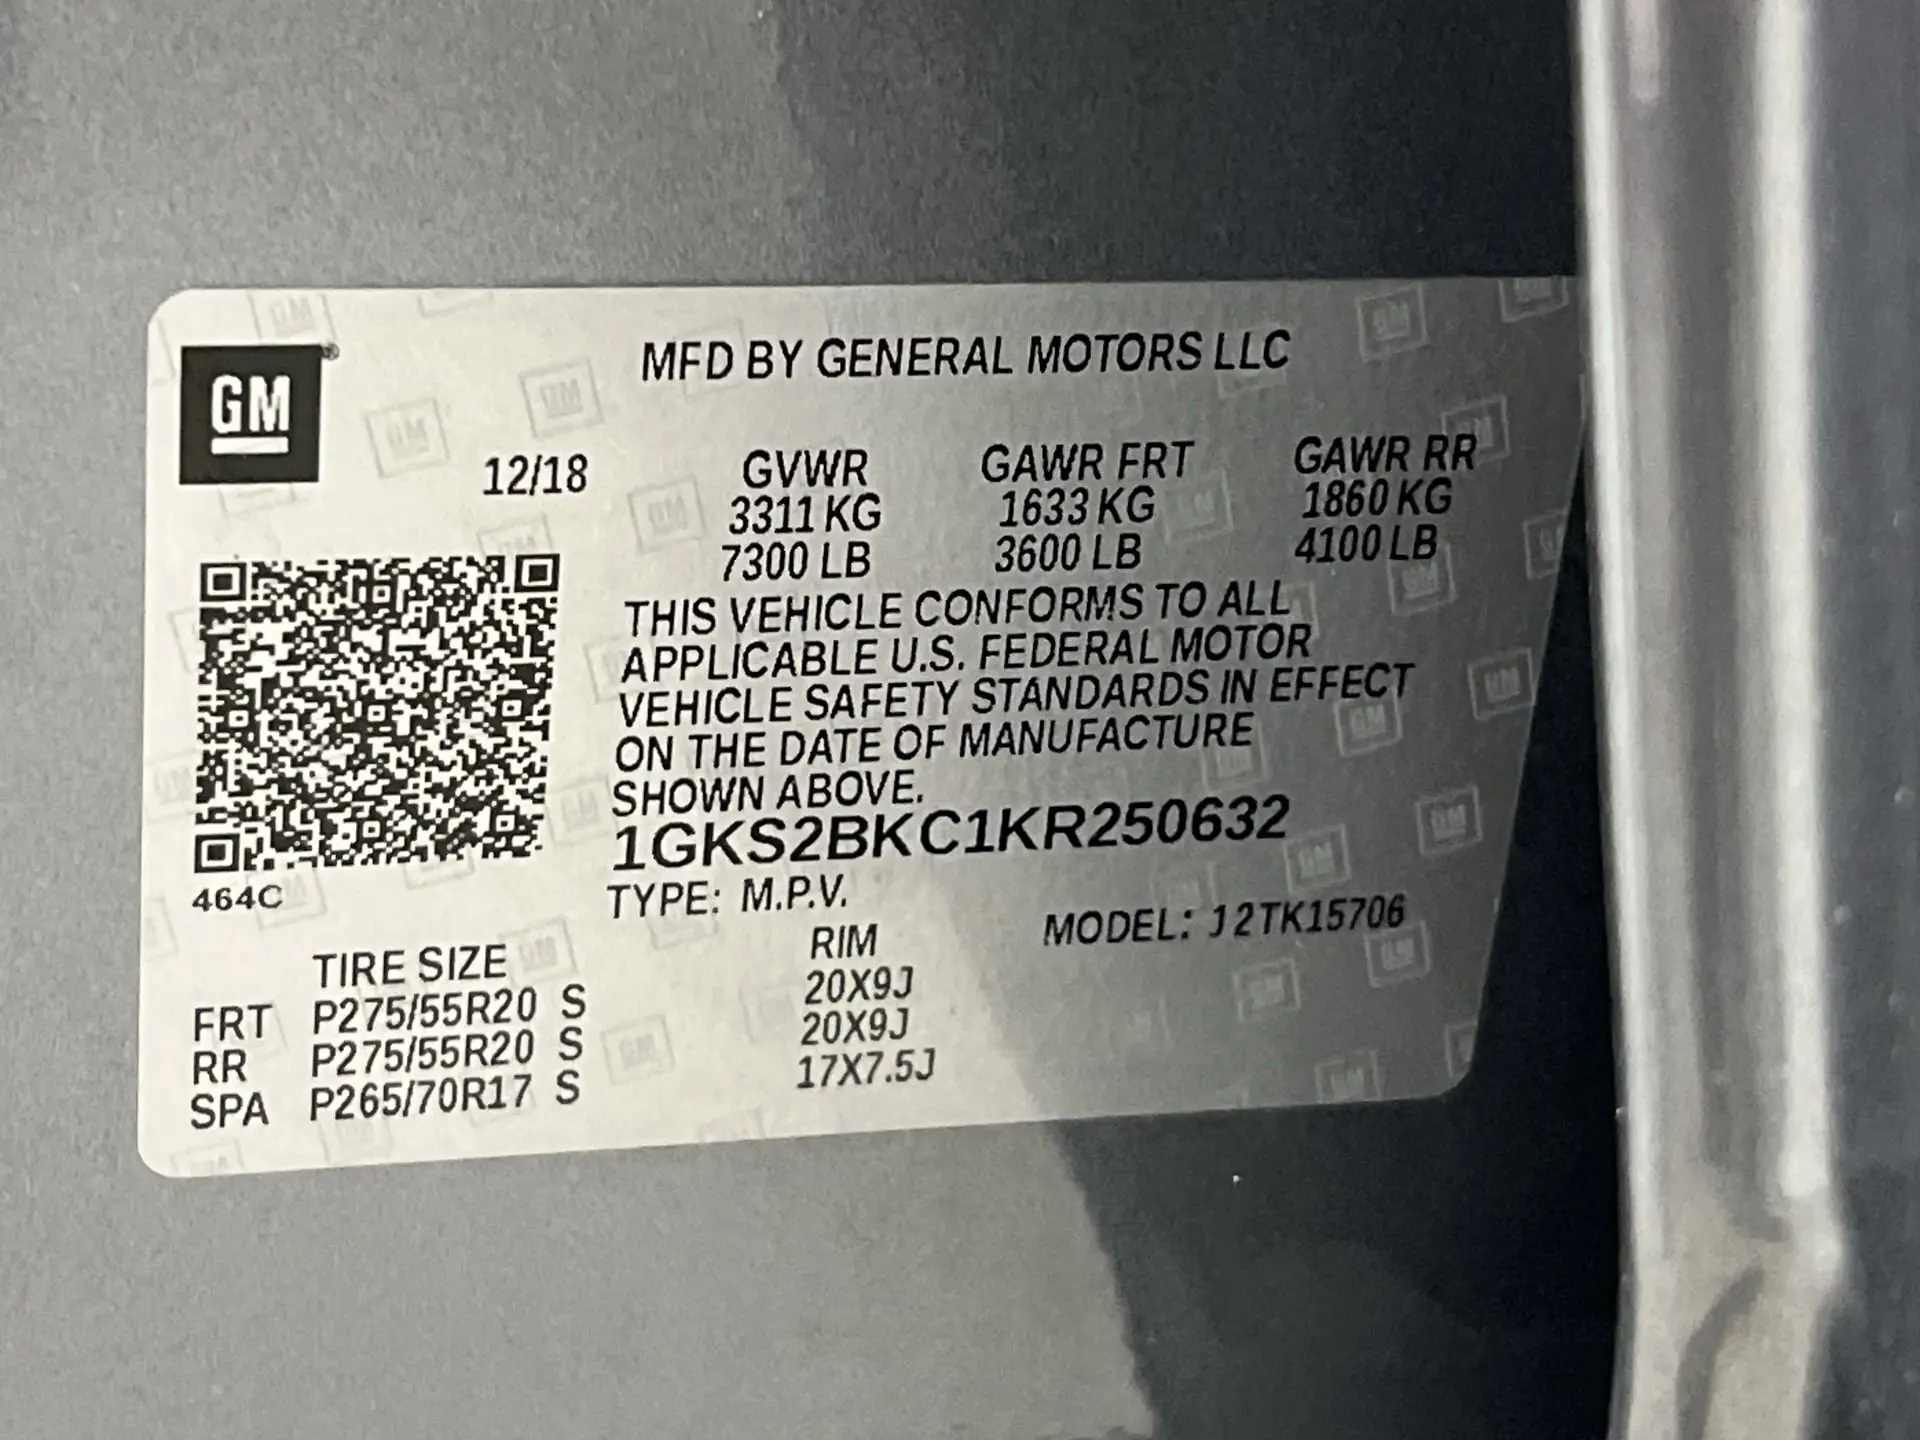 GM
MFD BY GENERAL MOTORS LLC
12/18 GVWR GAWR FRT GAWR RR
3311 KG 1633 KG 1860 KG
7300 LB 3600 LB 4100 LB
THIS VEHICLE CONFORMS TO ALL
APPLICABLE U.S. FEDERAL MOTOR
VEHICLE SAFETY STANDARDS IN EFFECT
ON THE DATE OF MANUFACTURE
SHOWN ABOVE.
1GKS2BKC1KR250632
464C
TYPE: M.P.V. MODEL: J2TK15706
TIRE SIZE RIM
FRT P275/55R20 S 20X9J
RR P275/55R20 S 20X9J
SPA P265/70R17 S 17X7.5J